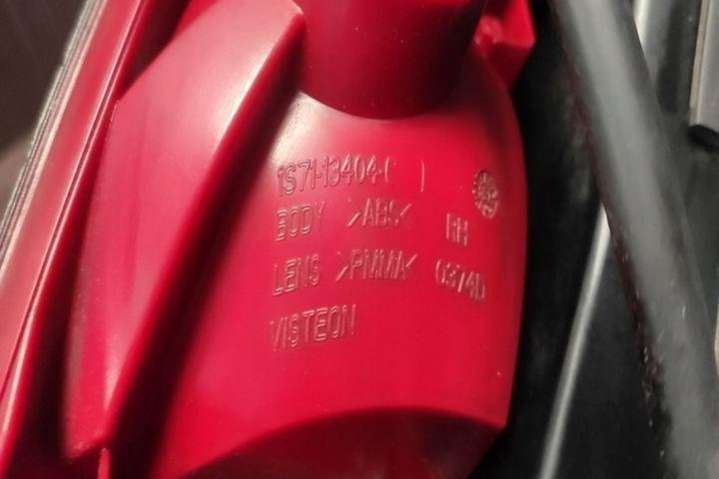 1S71-13404-C
BODY >ABS< RH
LENS >PMMA< 0374D
VISTEON